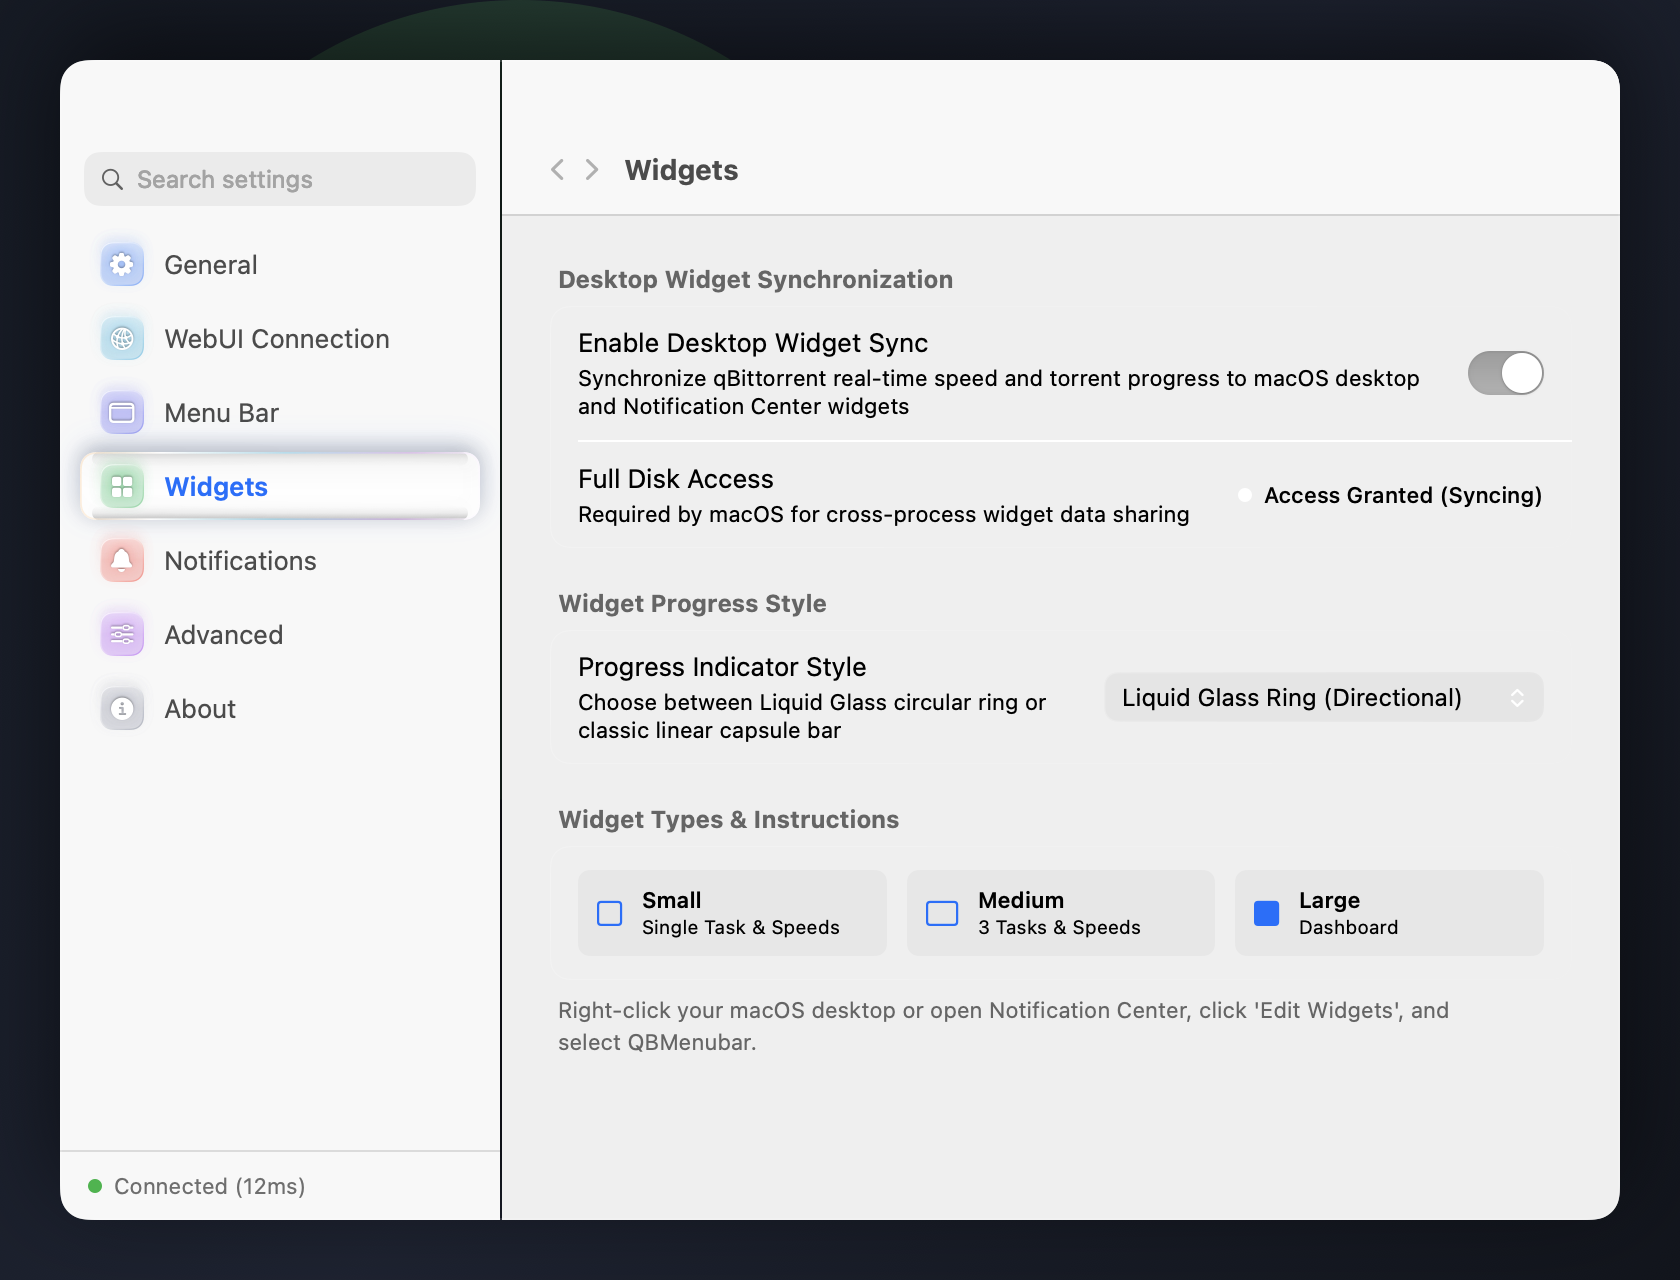 Search settings
General
WebUI Connection
Menu Bar
Widgets
Notifications
Advanced
About
Connected (12ms)
Widgets
Desktop Widget Synchronization
Enable Desktop Widget Sync
Synchronize qBittorrent real-time speed and torrent progress to macOS desktop
and Notification Center widgets
Full Disk Access
Required by macOS for cross-process widget data sharing
Access Granted (Syncing)
Widget Progress Style
Progress Indicator Style
Choose between Liquid Glass circular ring or
classic linear capsule bar
Liquid Glass Ring (Directional)
Widget Types & Instructions
Small
Single Task & Speeds
Medium
3 Tasks & Speeds
Large
Dashboard
Right-click your macOS desktop or open Notification Center, click 'Edit Widgets', and
select QBMenubar.